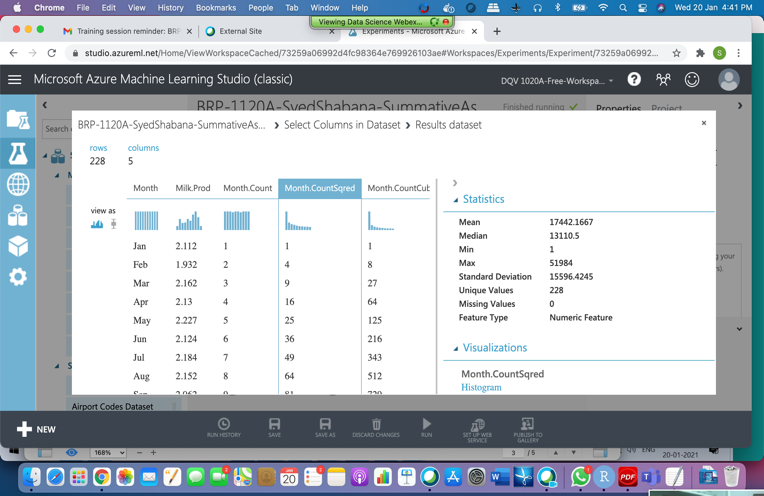 Chrome File Edit View History Bookmarks People Tab Window Help Wed 20 Jan 4:41 PM
Viewing Data Science Webex...
Training session reminder: BRP
External Site
Experiments - Microsoft Azure
studio.azureml.net/Home/ViewWorkspaceCached/73259a06992d4fc98364e769926103ae#Workspaces/Experiments/Experiment/73259a06992...
S
Microsoft Azure Machine Learning Studio (classic)
DQV 1020A-Free-Workspa...
BRP-1120A-SyedShabana-SummativeAs
Finished running
Properties Project
Search
BRP-1120A-SyedShabana-SummativeAs... > Select Columns in Dataset > Results dataset
rows columns
228 5
Month Milk.Prod Month.Count Month.CountSqred Month.CountCub
view as
Jan 2.112 1 1 1
Feb 1.932 2 4 8
Mar 2.162 3 9 27
Apr 2.13 4 16 64
May 2.227 5 25 125
Jun 2.124 6 36 216
Jul 2.184 7 49 343
Aug 2.152 8 64 512
Statistics
Mean 17442.1667
Median 13110.5
Min 1
Max 51984
Standard Deviation 15596.4245
Unique Values 228
Missing Values 0
Feature Type Numeric Feature
Visualizations
Month.CountSqred
Histogram
Airport Codes Dataset
NEW
RUN HISTORY
SAVE
SAVE AS
DISCARD CHANGES
RUN
SET UP WEB SERVICE
PUBLISH TO GALLERY
168%
3 / 5
ENG
20-01-2021